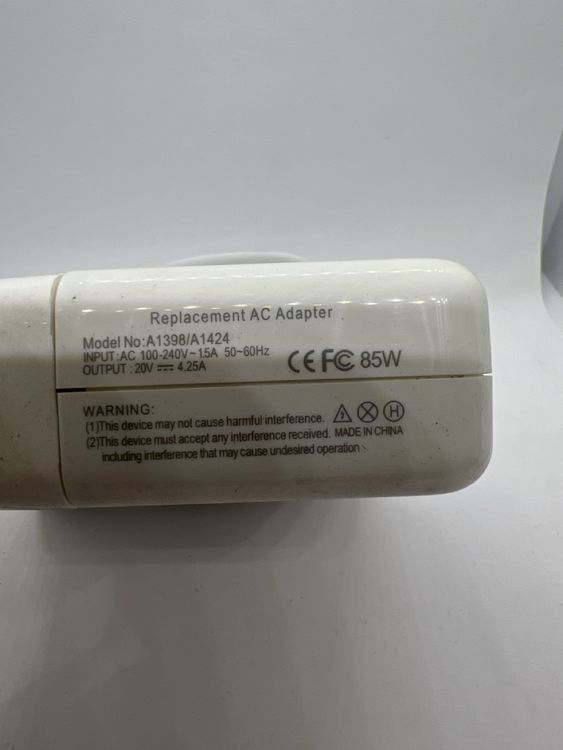 Replacement AC Adapter
Model No:A1398/A1424
INPUT:AC 100-240V~1.5A 50-60Hz
OUTPUT:20V ⎓ 4.25A
CE FC 85W
WARNING:
(1)This device may not cause harmful interference.
(2)This device must accept any interference received.
including interference that may cause undesired operation
H
MADE IN CHINA